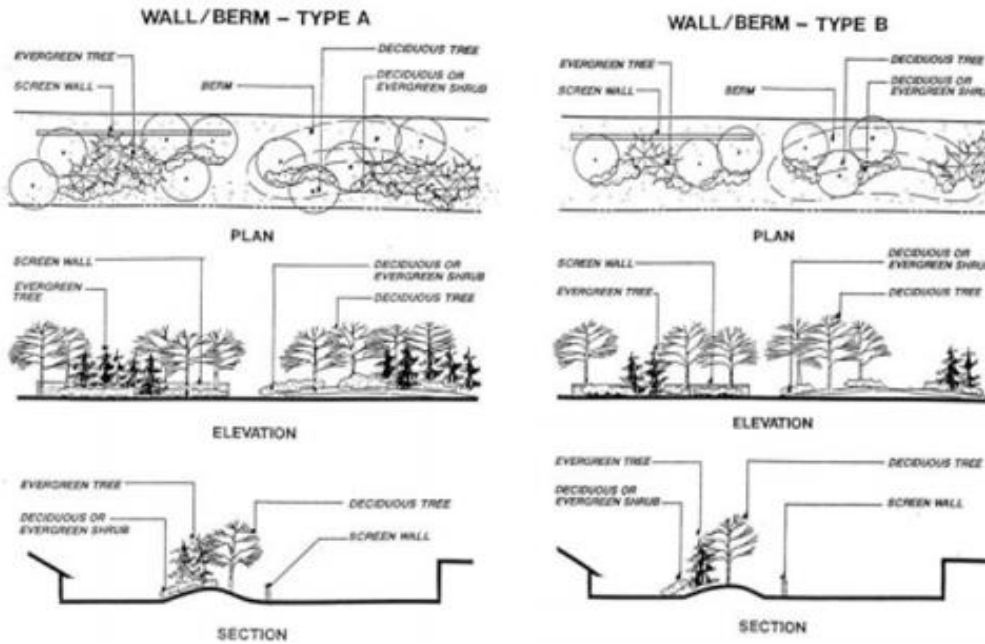 WALL/BERM – TYPE A
EVERGREEN TREE
SCREEN WALL
BERM
DECIDUOUS TREE
DECIDUOUS OR
EVERGREEN SHRUB
PLAN
SCREEN WALL
EVERGREEN
TREE
DECIDUOUS OR
EVERGREEN SHRUB
DECIDUOUS TREE
ELEVATION
EVERGREEN TREE
DECIDUOUS OR
EVERGREEN SHRUB
DECIDUOUS TREE
SCREEN WALL
SECTION
WALL/BERM – TYPE B
EVERGREEN TREE
SCREEN WALL
BERM
DECIDUOUS TREE
DECIDUOUS OR
EVERGREEN SHRUB
PLAN
SCREEN WALL
EVERGREEN TREE
DECIDUOUS OR
EVERGREEN SHRUB
DECIDUOUS TREE
ELEVATION
EVERGREEN TREE
DECIDUOUS OR
EVERGREEN SHRUB
DECIDUOUS TREE
SCREEN WALL
SECTION